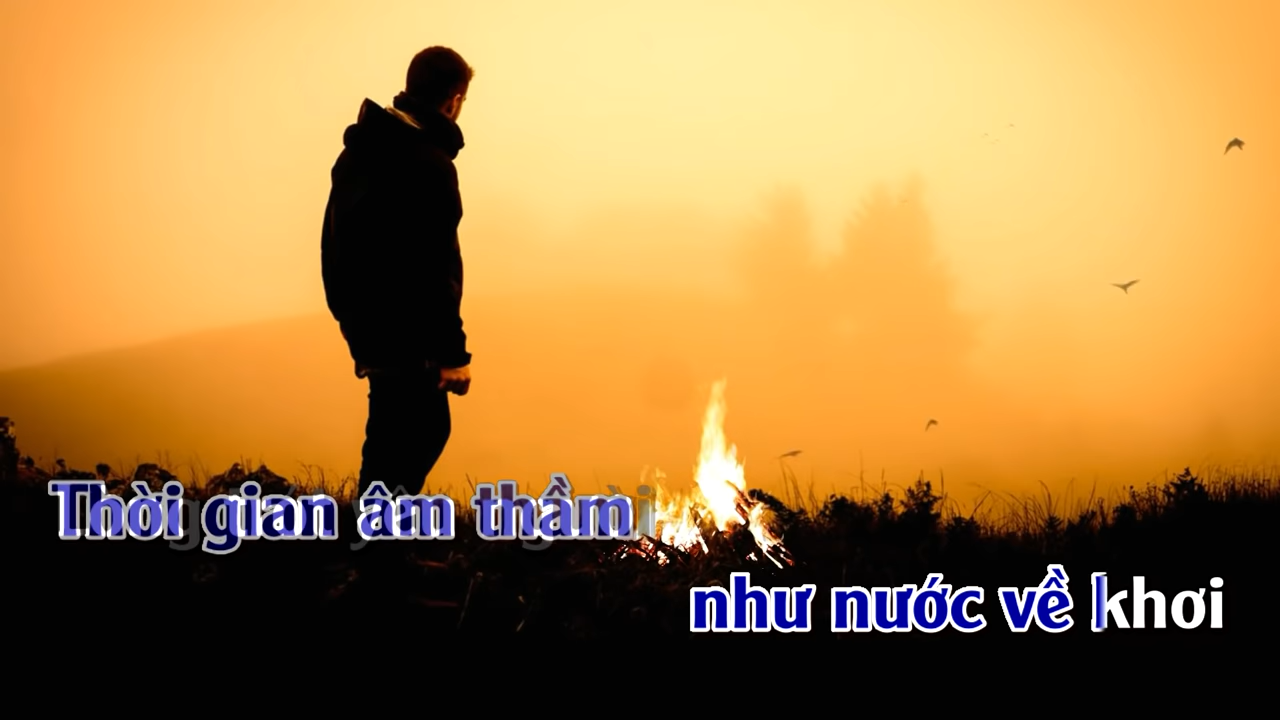 Thời gian âm thầm
như nước về khơi